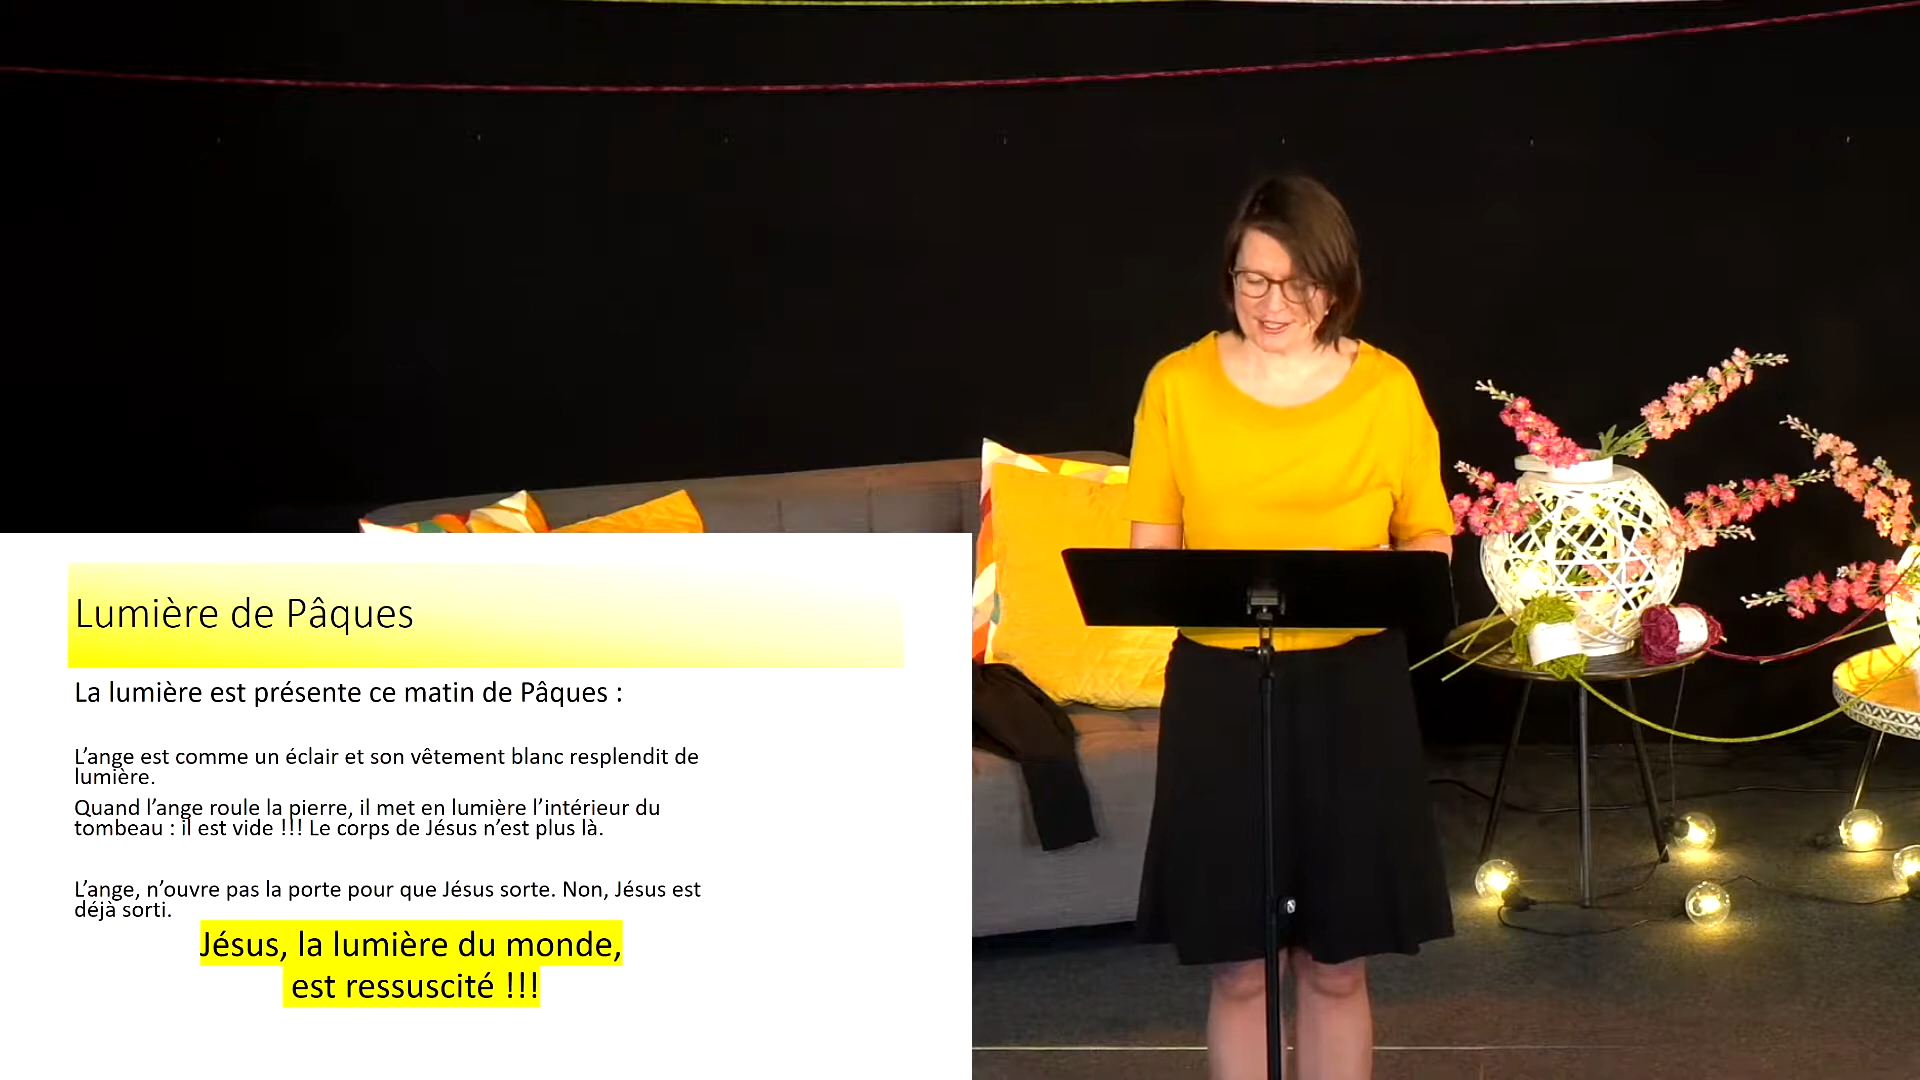 Lumière de Pâques
La lumière est présente ce matin de Pâques :
L’ange est comme un éclair et son vêtement blanc resplendit de
lumière.
Quand l’ange roule la pierre, il met en lumière l’intérieur du
tombeau : il est vide !!! Le corps de Jésus n’est plus là.
L’ange, n’ouvre pas la porte pour que Jésus sorte. Non, Jésus est
déjà sorti.
Jésus, la lumière du monde,
est ressuscité !!!